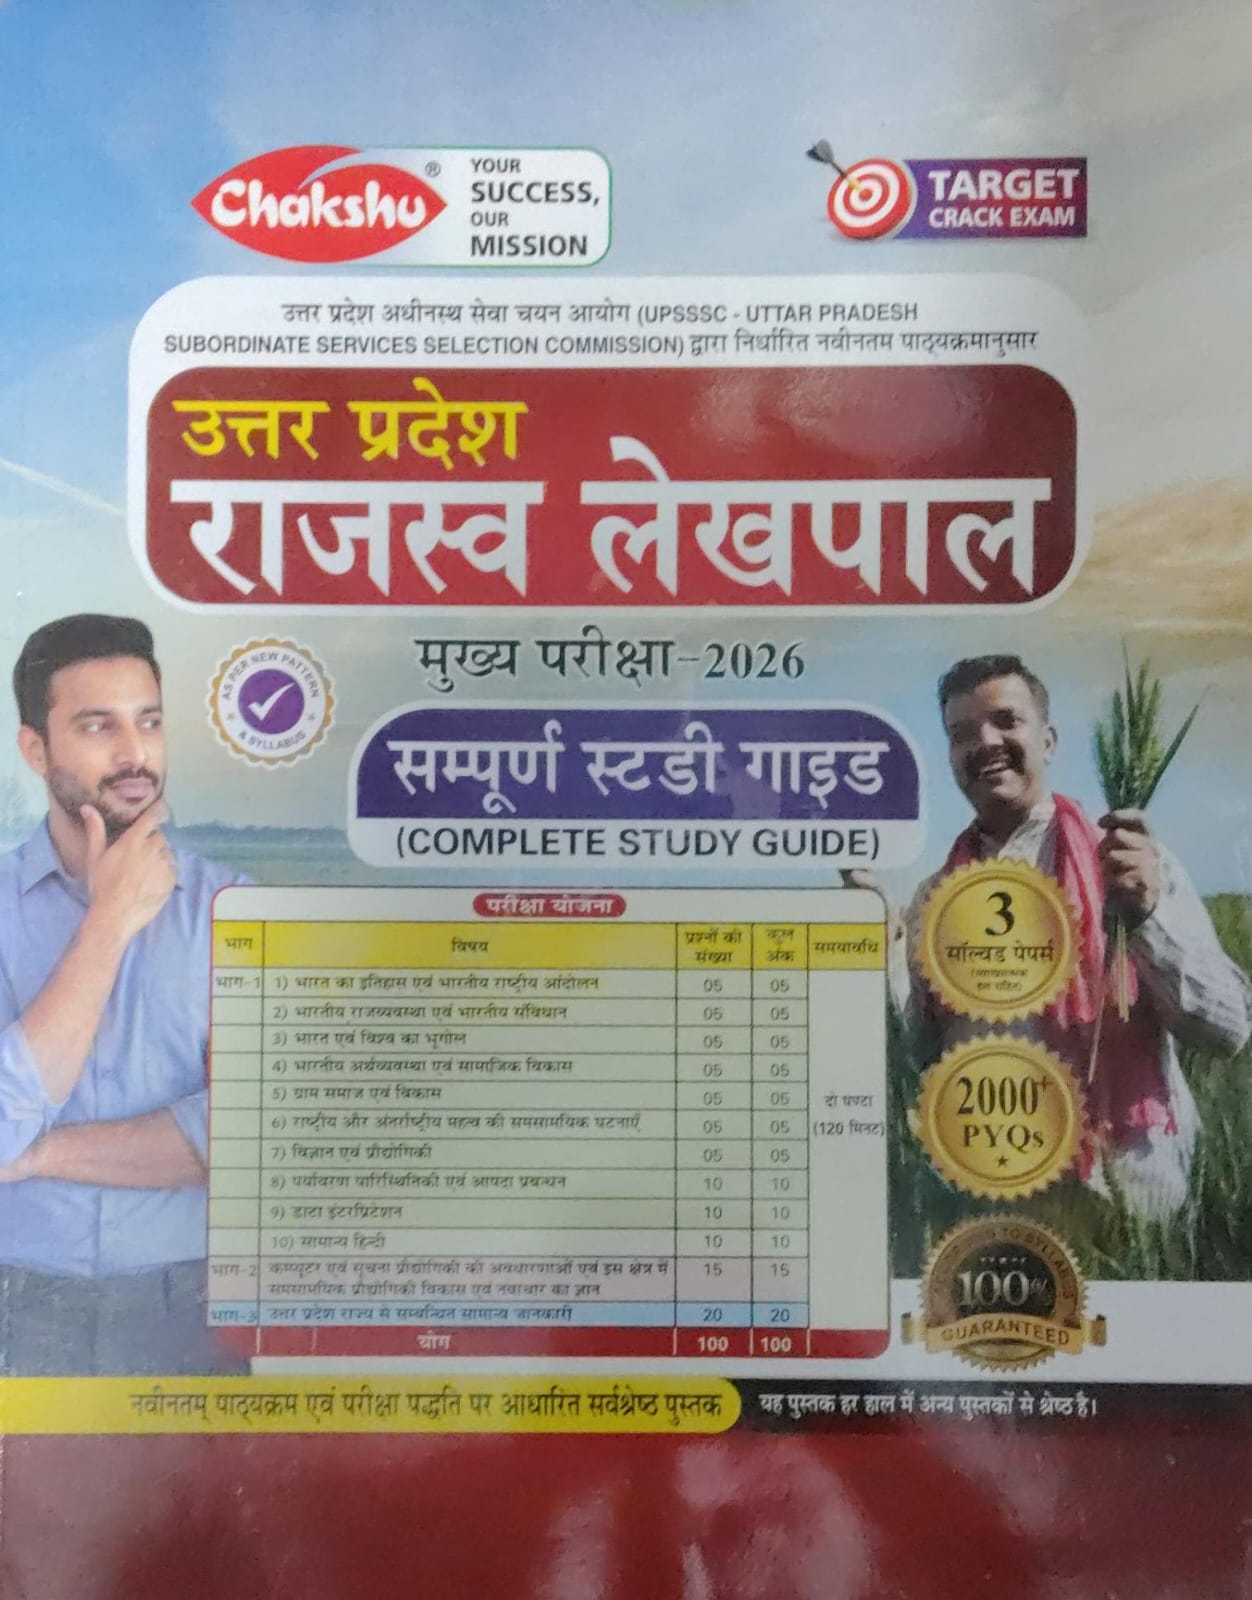 Chakshu®
YOUR
SUCCESS,
OUR
MISSION
TARGET
CRACK EXAM
उत्तर प्रदेश अधीनस्थ सेवा चयन आयोग (UPSSSC - UTTAR PRADESH
SUBORDINATE SERVICES SELECTION COMMISSION) द्वारा निर्धारित नवीनतम पाठ्यक्रमानुसार
उत्तर प्रदेश
राजस्व लेखपाल
मुख्य परीक्षा-2026
AS PER NEW PATTERN
& SYLLABUS
सम्पूर्ण स्टडी गाइड
(COMPLETE STUDY GUIDE)
परीक्षा योजना
भाग विषय प्रश्नों की संख्या कुल अंक समयावधि
भाग-1 1) भारत का इतिहास एवं भारतीय राष्ट्रीय आंदोलन 05 05
2) भारतीय राजव्यवस्था एवं भारतीय संविधान 05 05
3) भारत एवं विश्व का भूगोल 05 05
4) भारतीय अर्थव्यवस्था एवं सामाजिक विकास 05 05
5) ग्राम समाज एवं विकास 05 05
6) राष्ट्रीय और अंतर्राष्ट्रीय महत्व की समसामयिक घटनाएँ 05 05
7) विज्ञान एवं प्रौद्योगिकी 05 05
8) पर्यावरण पारिस्थितिकी एवं आपदा प्रबन्धन 10 10
9) डाटा इंटरप्रिटेशन 10 10
10) सामान्य हिन्दी 10 10
भाग-2 कम्प्यूटर एवं सूचना प्रौद्योगिकी की अवधारणाओं एवं इस क्षेत्र में 15 15
समसामयिक प्रौद्योगिकी विकास एवं नवाचार का ज्ञान
भाग-3 उत्तर प्रदेश राज्य से सम्बन्धित सामान्य जानकारी 20 20
योग 100 100
दो घण्टा
(120 मिनट)
3
सॉल्वड पेपर्स
2000+
PYQs
100%
GUARANTEED
नवीनतम् पाठ्यक्रम एवं परीक्षा पद्धति पर आधारित सर्वश्रेष्ठ पुस्तक
यह पुस्तक हर हाल में अन्य पुस्तकों से श्रेष्ठ है।